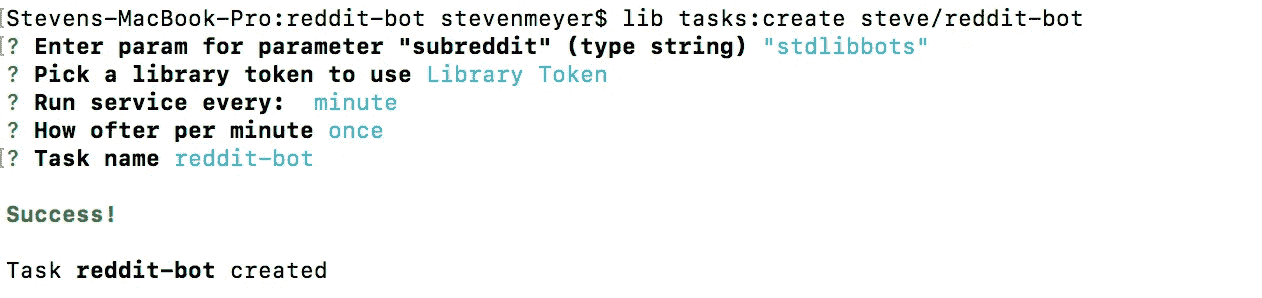 Stevens-MacBook-Pro:reddit-bot stevenmeyer$ lib tasks:create steve/reddit-bot
? Enter param for parameter "subreddit" (type string) "stdlibbots"
? Pick a library token to use Library Token
? Run service every:  minute
? How ofter per minute once
? Task name reddit-bot
Success!
Task reddit-bot created